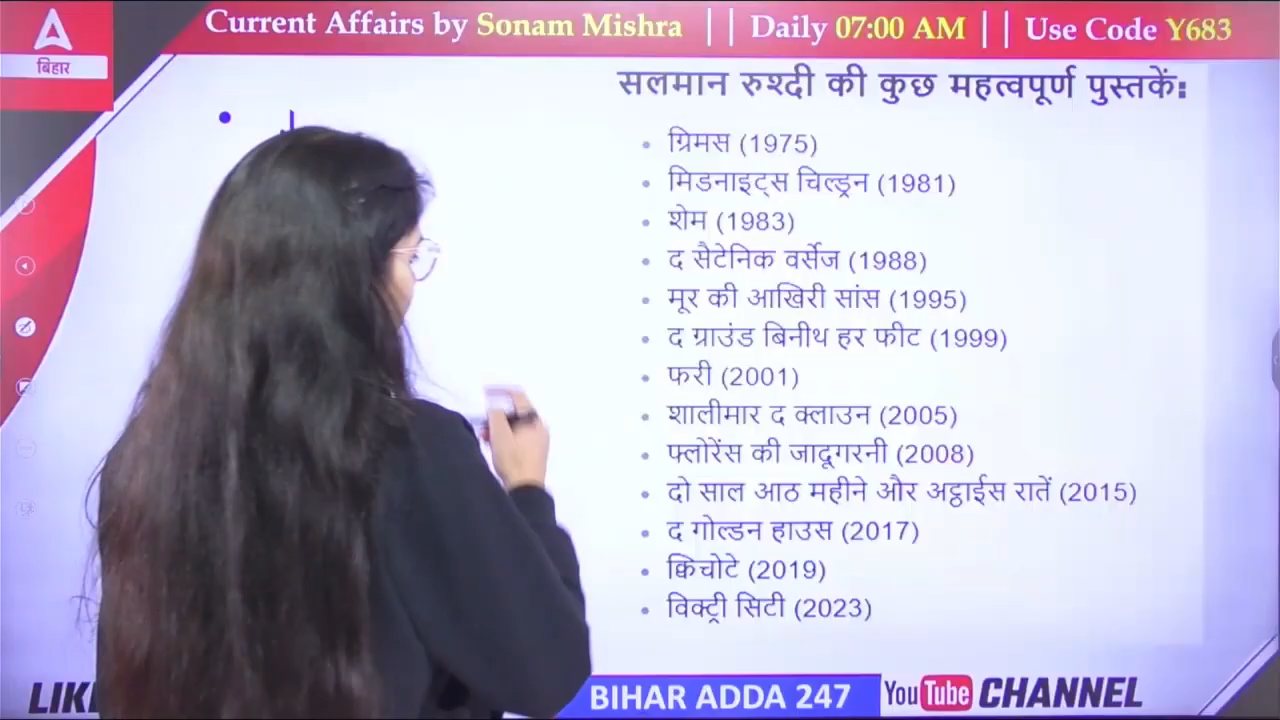 Current Affairs by Sonam Mishra || Daily 07:00 AM || Use Code Y683
बिहार
सलमान रुश्दी की कुछ महत्वपूर्ण पुस्तकें:
• ग्रिमस (1975)
• मिडनाइट्स चिल्ड्रन (1981)
• शेम (1983)
• द सैटेनिक वर्सेज (1988)
• मूर की आखिरी सांस (1995)
• द ग्राउंड बिनीथ हर फीट (1999)
• फरी (2001)
• शालीमार द क्लाउन (2005)
• फ्लोरेंस की जादूगरनी (2008)
• दो साल आठ महीने और अट्ठाईस रातें (2015)
• द गोल्डन हाउस (2017)
• क्विचोटे (2019)
• विक्ट्री सिटी (2023)
BIHAR ADDA 247 YouTube CHANNEL